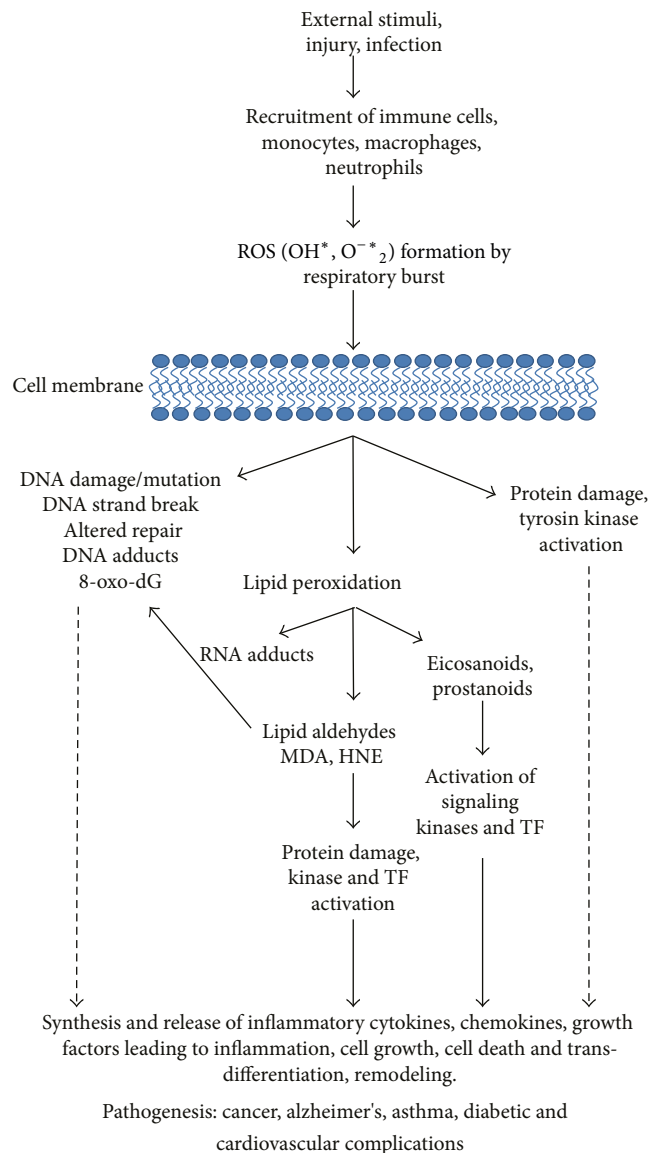 External stimuli,
injury, infection
Recruitment of immune cells,
monocytes, macrophages,
neutrophils
ROS (OH*, O⁻*₂) formation by
respiratory burst
Cell membrane
DNA damage/mutation
DNA strand break
Altered repair
DNA adducts
8-oxo-dG
Protein damage,
tyrosin kinase
activation
Lipid peroxidation
RNA adducts
Eicosanoids,
prostanoids
Lipid aldehydes
MDA, HNE
Activation of
signaling
kinases and TF
Protein damage,
kinase and TF
activation
Synthesis and release of inflammatory cytokines, chemokines, growth
factors leading to inflammation, cell growth, cell death and trans-
differentiation, remodeling.
Pathogenesis: cancer, alzheimer's, asthma, diabetic and
cardiovascular complications